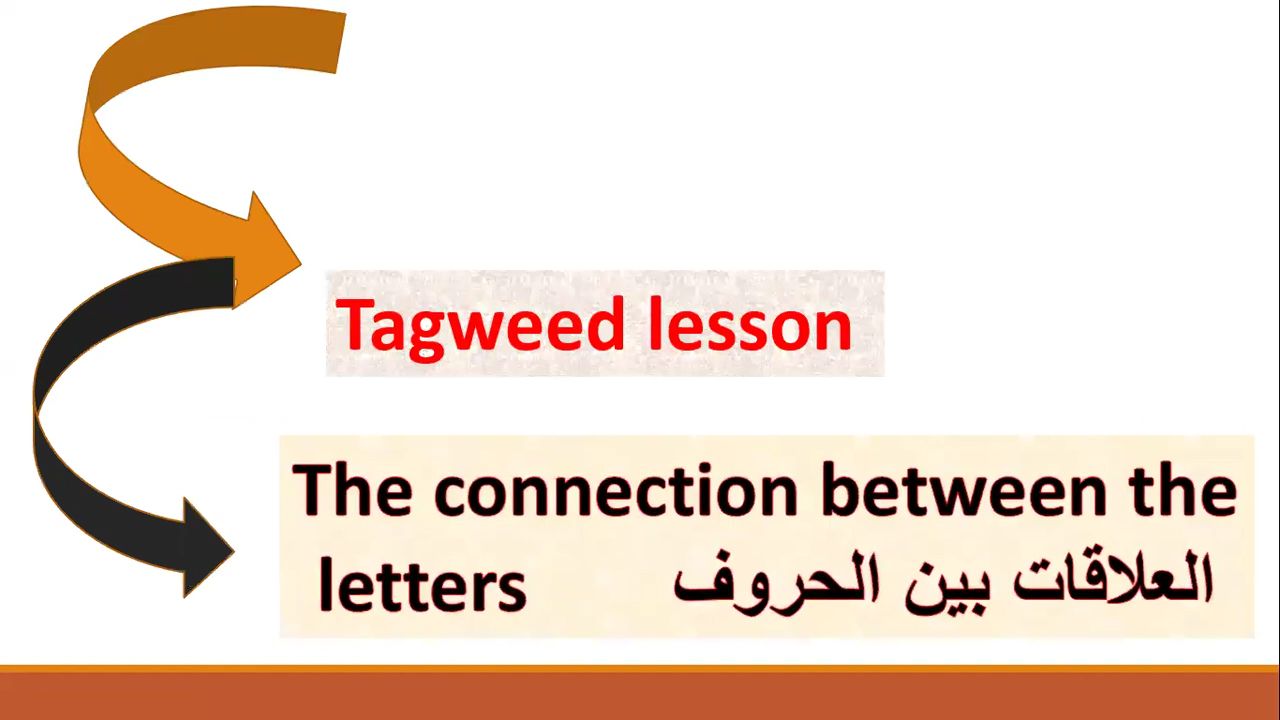 Tagweed lesson
The connection between the
letters العلاقات بين الحروف